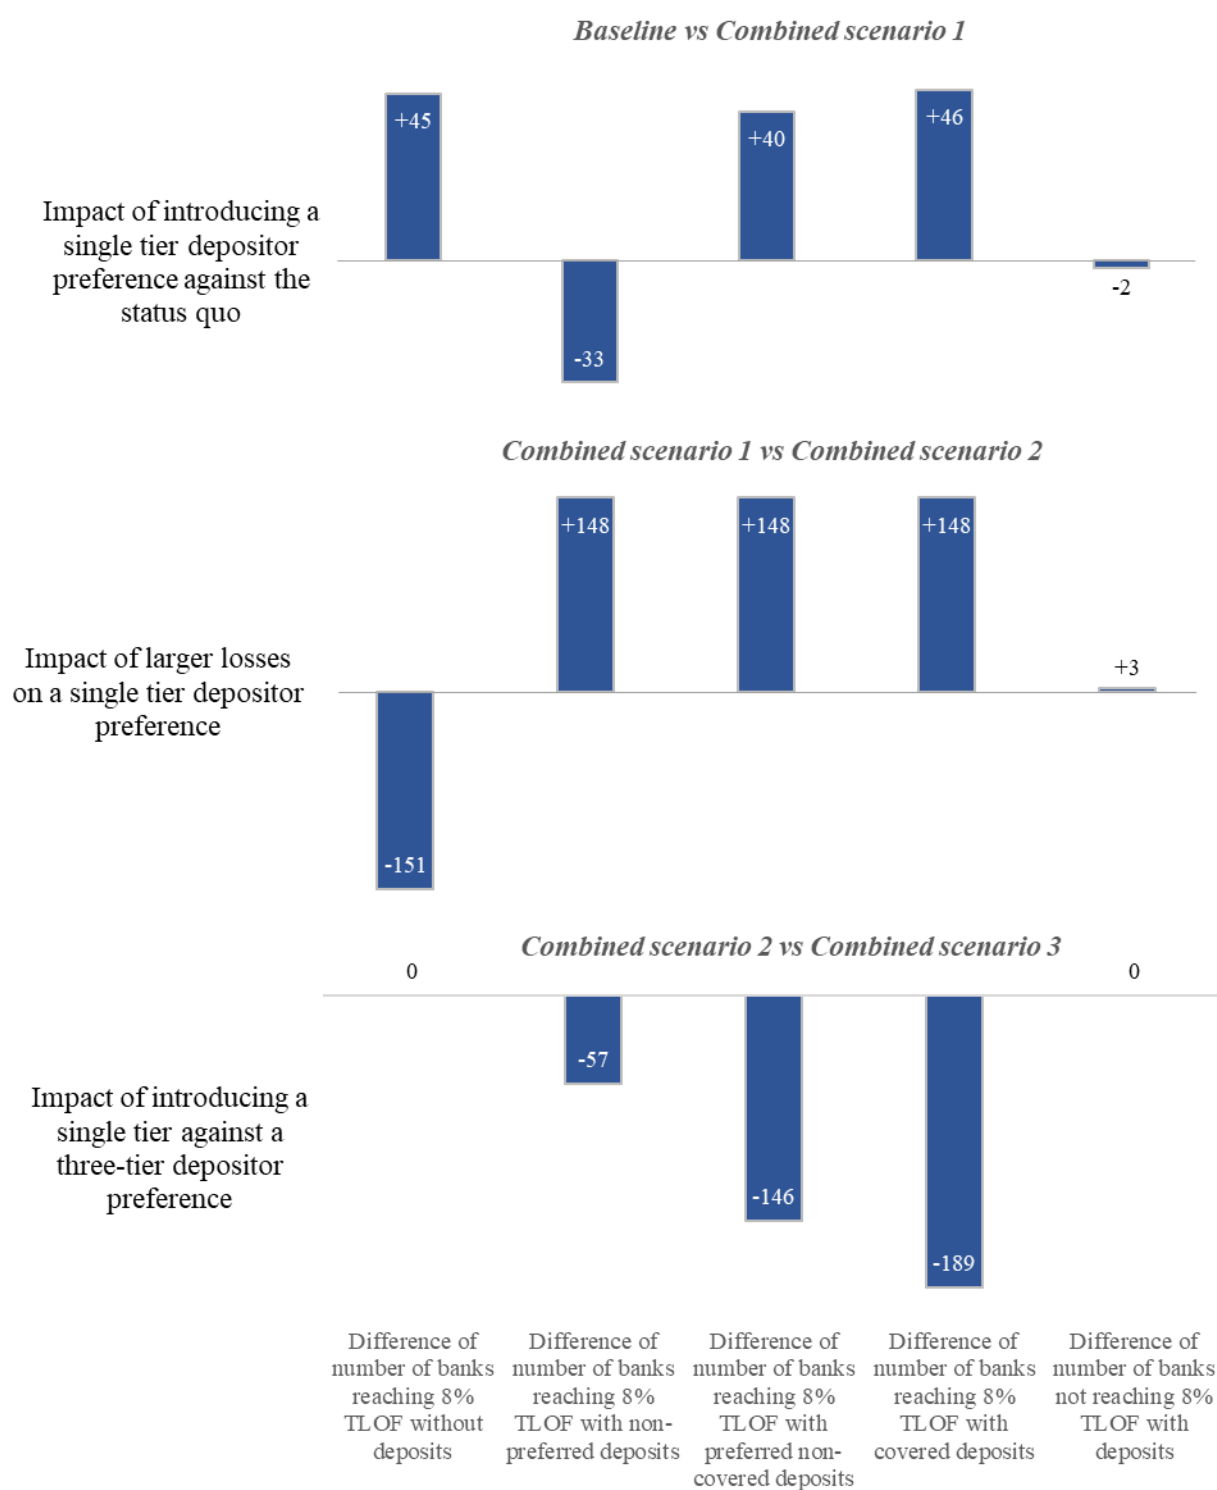 Baseline vs Combined scenario 1
+45
+40
+46
-33
-2
Impact of introducing a
single tier depositor
preference against the
status quo
Combined scenario 1 vs Combined scenario 2
+148
+148
+148
+3
-151
Impact of larger losses
on a single tier depositor
preference
Combined scenario 2 vs Combined scenario 3
0
0
-57
-146
-189
Impact of introducing a
single tier against a
three-tier depositor
preference
Difference of
number of banks
reaching 8%
TLOF without
deposits
Difference of
number of banks
reaching 8%
TLOF with non-
preferred deposits
Difference of
number of banks
reaching 8%
TLOF with
preferred non-
covered deposits
Difference of
number of banks
reaching 8%
TLOF with
covered deposits
Difference of
number of banks
not reaching 8%
TLOF with
deposits